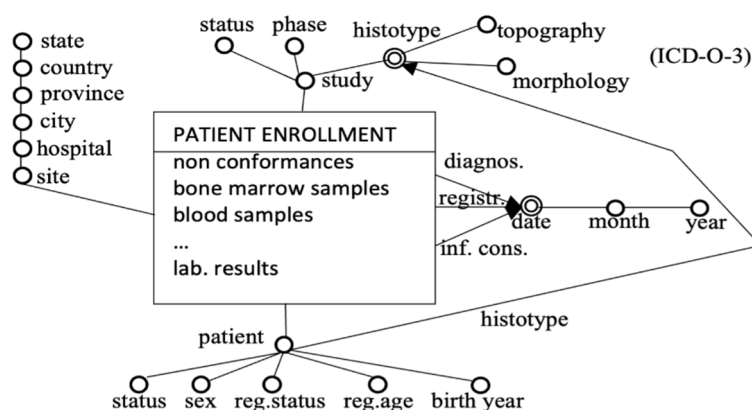 status phase histotype topography
(ICD-O-3)
state
country
province
city
hospital
site
study
morphology
PATIENT ENROLLMENT
non conformances
bone marrow samples
blood samples
...
lab. results
diagnos.
registr.
inf. cons.
date month year
histotype
patient
status sex reg.status reg.age birth year